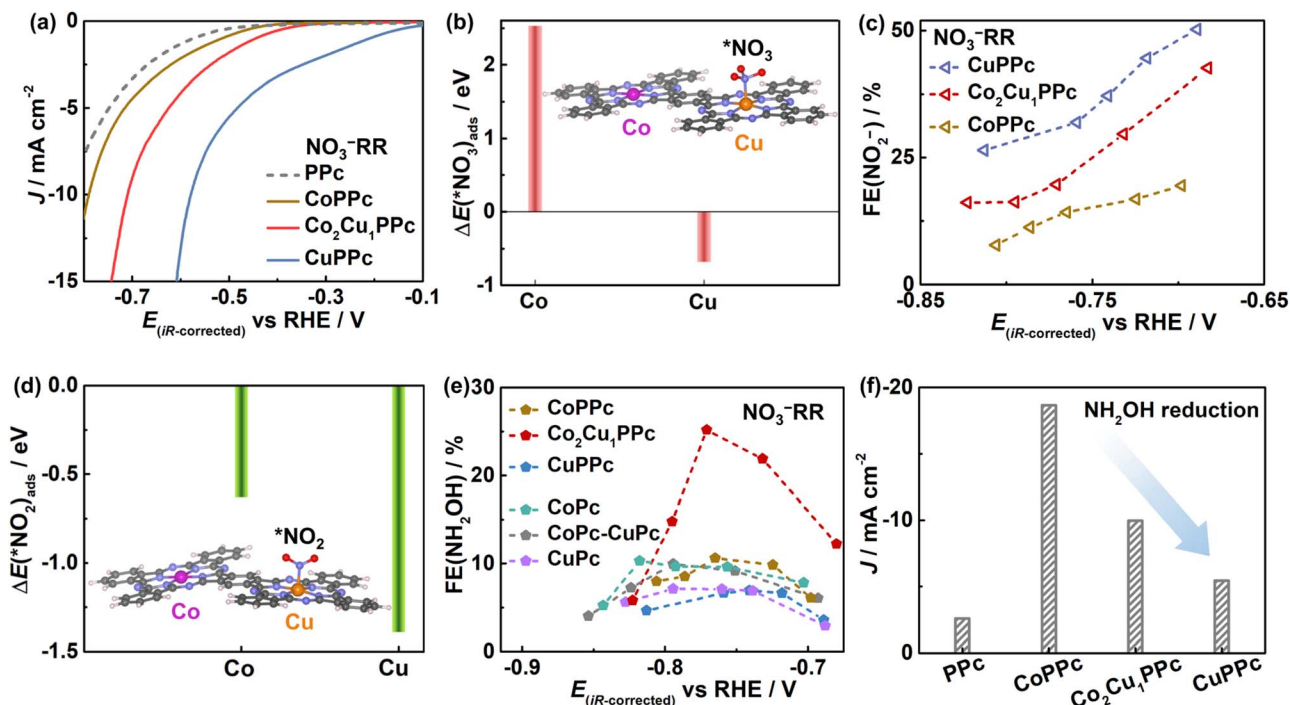 (a)
J / mA cm⁻²
0
-5
-10
-15
NO₃⁻RR
PPc
CoPPc
Co₂Cu₁PPc
CuPPc
-0.7
-0.5
-0.3
-0.1
E(iR-corrected) vs RHE / V
(b)
ΔE(*NO₃)ads / eV
2
1
0
-1
*NO₃
Co
Cu
Co
Cu
(c)
FE(NO₂⁻) / %
50
25
0
NO₃⁻RR
CuPPc
Co₂Cu₁PPc
CoPPc
-0.85
-0.75
-0.65
E(iR-corrected) vs RHE / V
(d)
ΔE(*NO₂)ads / eV
0.0
-0.5
-1.0
-1.5
*NO₂
Co
Cu
Co
Cu
(e)
FE(NH₂OH) / %
30
20
10
0
CoPPc
Co₂Cu₁PPc
CuPPc
CoPc
CoPc-CuPc
CuPc
NO₃⁻RR
-0.9
-0.8
-0.7
E(iR-corrected) vs RHE / V
(f)
J / mA cm⁻²
-20
-10
0
NH₂OH reduction
PPc
CoPPc
Co₂Cu₁PPc
CuPPc